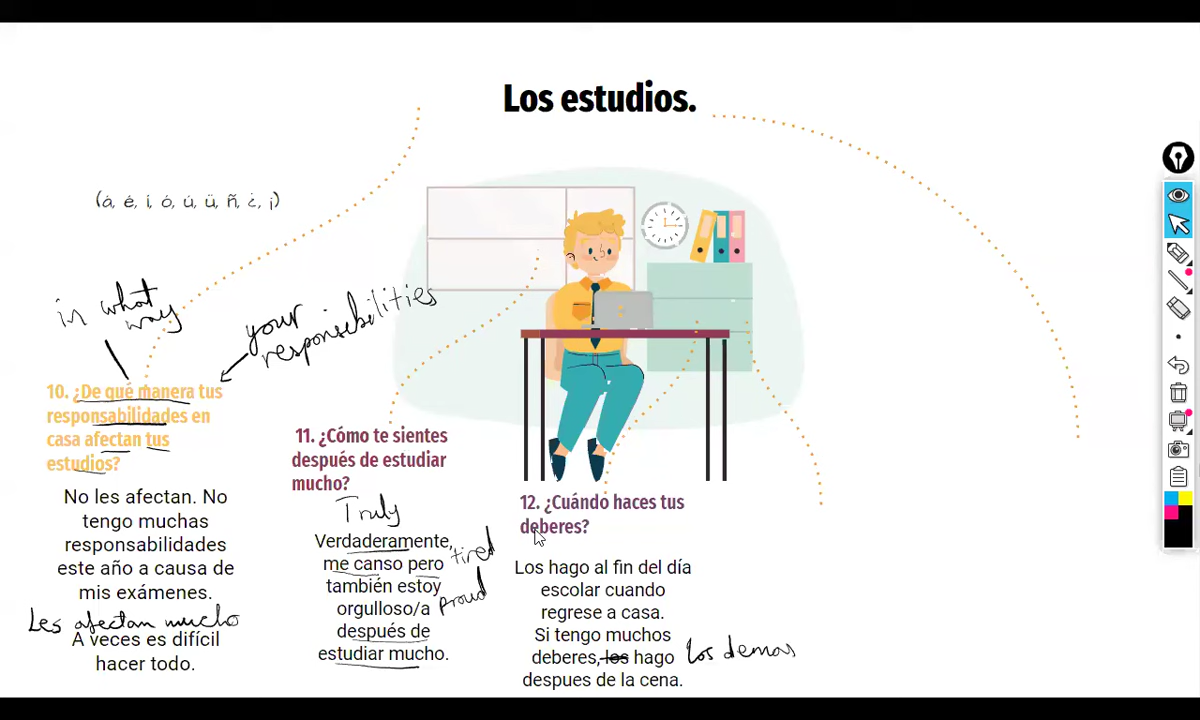 Los estudios.
(á, é, í, ó, ú, ü, ñ, ¿, ¡)
in what
way
your
responsibilities
10. ¿De qué manera tus
responsabilidades en
casa afectan tus
estudios?
No les afectan. No
tengo muchas
responsabilidades
este año a causa de
mis exámenes.
Les afectan mucho
A veces es difícil
hacer todo.
11. ¿Cómo te sientes
después de estudiar
mucho?
Truly
Verdaderamente,
me canso pero tired
también estoy
orgulloso/a proud
después de
estudiar mucho.
12. ¿Cuándo haces tus
deberes?
Los hago al fin del día
escolar cuando
regrese a casa.
Si tengo muchos
deberes, los hago los demas
despues de la cena.